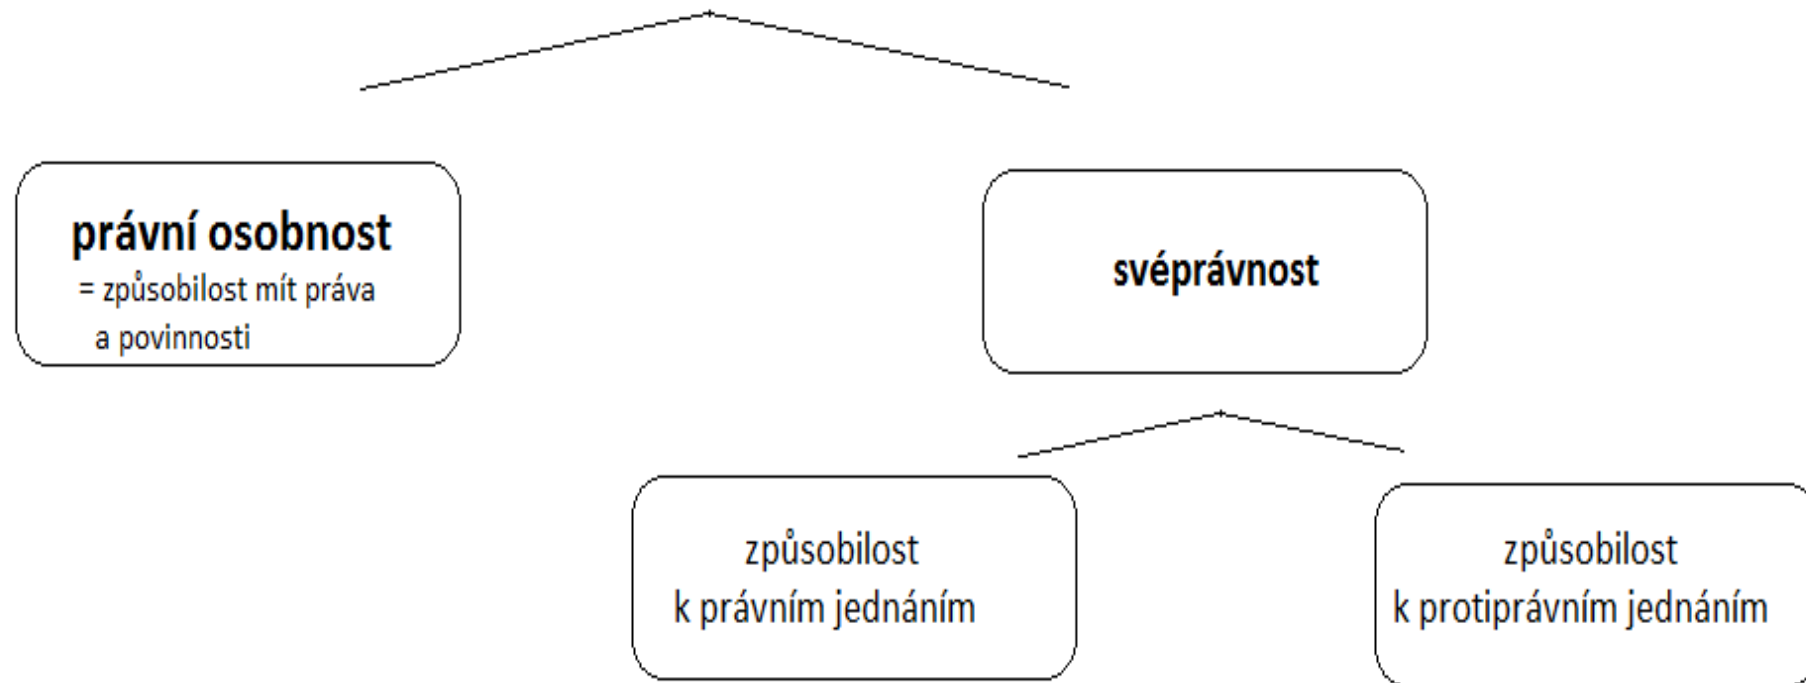 právní osobnost
= způsobilost mít práva
a povinnosti
svéprávnost
způsobilost
k právním jednáním
způsobilost
k protiprávním jednáním